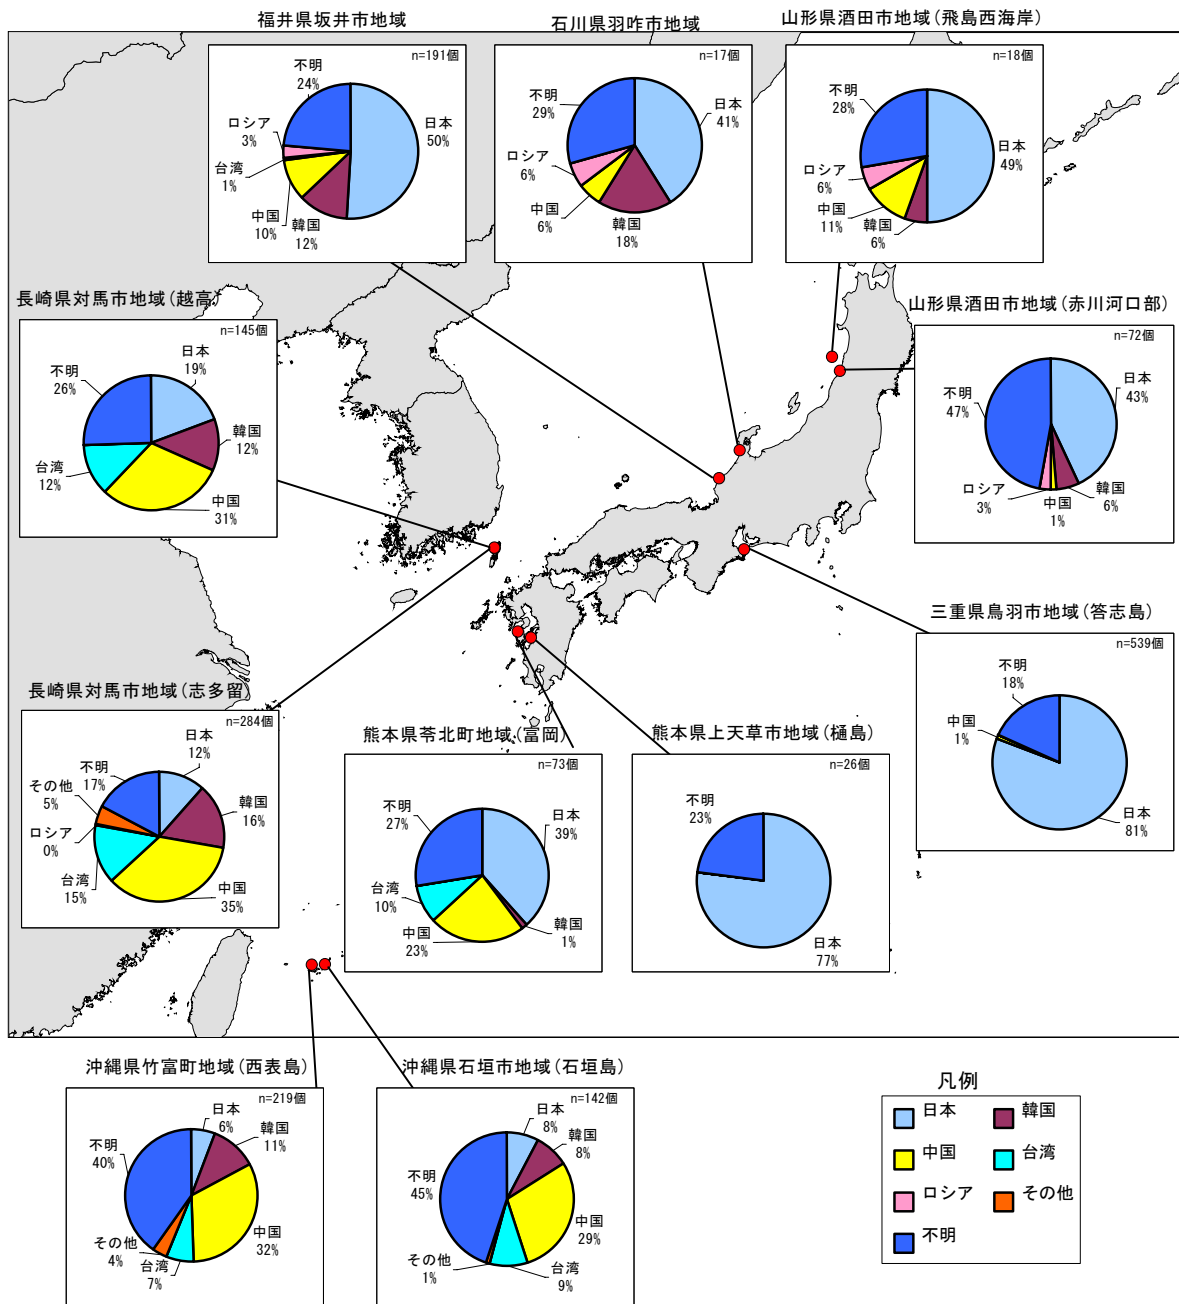 福井県坂井市地域
n=191個
不明
24%
ロシア
3%
台湾
1%
中国
10%
韓国
12%
日本
50%
石川県羽咋市地域
n=17個
不明
29%
ロシア
6%
中国
6%
韓国
18%
日本
41%
山形県酒田市地域(飛島西海岸)
n=18個
不明
28%
ロシア
6%
中国
11%
韓国
6%
日本
49%
長崎県対馬市地域(越高)
n=145個
不明
26%
台湾
12%
中国
31%
韓国
12%
日本
19%
山形県酒田市地域(赤川河口部)
n=72個
不明
47%
ロシア
3%
中国
1%
韓国
6%
日本
43%
三重県鳥羽市地域(答志島)
n=539個
不明
18%
中国
1%
日本
81%
長崎県対馬市地域(志多留
n=284個
不明
17%
その他
5%
ロシア
0%
台湾
15%
中国
35%
韓国
16%
日本
12%
熊本県苓北町地域(富岡)
n=73個
不明
27%
台湾
10%
中国
23%
韓国
1%
日本
39%
熊本県上天草市地域(樋島)
n=26個
不明
23%
日本
77%
沖縄県竹富町地域(西表島)
n=219個
不明
40%
その他
4%
台湾
7%
中国
32%
韓国
11%
日本
6%
沖縄県石垣市地域(石垣島)
n=142個
不明
45%
その他
1%
台湾
9%
中国
29%
韓国
8%
日本
8%
凡例
日本 韓国
中国 台湾
ロシア その他
不明